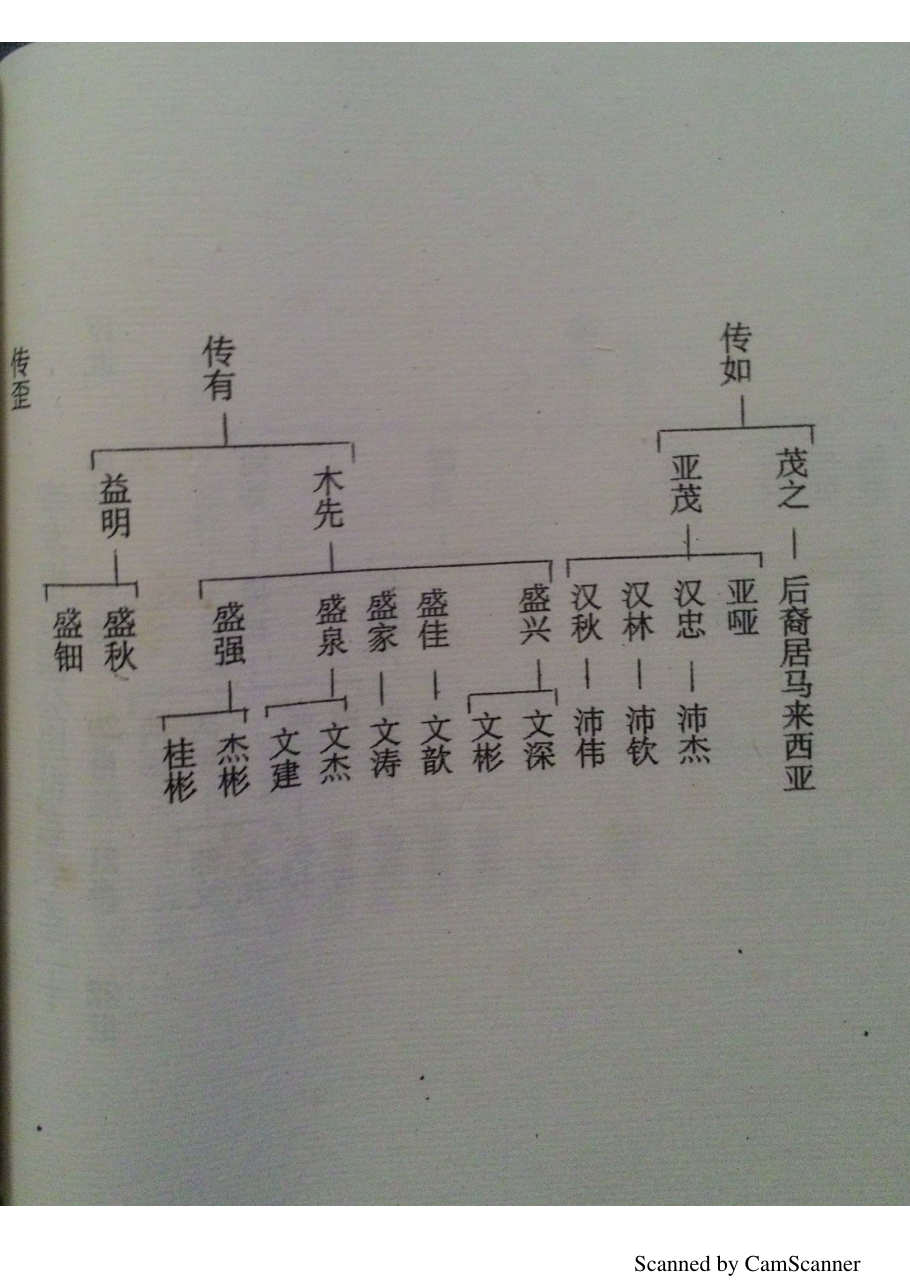 传如
茂之
后裔居马来西亚
亚茂
亚哑
汉忠
沛杰
汉林
沛钦
汉秋
沛伟
传有
木先
盛兴
文深
文彬
盛佳
文歆
盛家
文涛
盛泉
文杰
文建
盛强
杰彬
桂彬
益明
盛秋
盛钿
传歪
Scanned by CamScanner